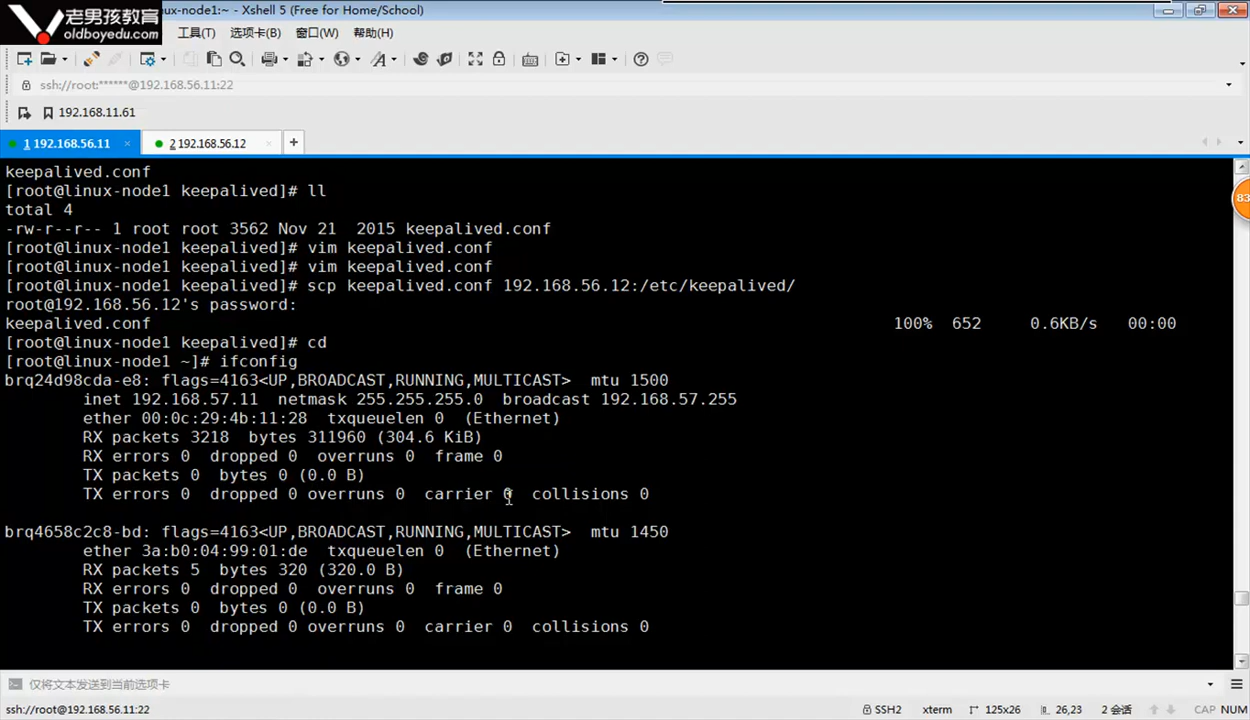 老男孩教育
oldboyedu.com
inux-node1:~ - Xshell 5 (Free for Home/School)
工具(T) 选项卡(B) 窗口(W) 帮助(H)
ssh://root:******@192.168.56.11:22
192.168.11.61
1 192.168.56.11 × 2 192.168.56.12 × +
keepalived.conf
[root@linux-node1 keepalived]# ll
total 4
-rw-r--r-- 1 root root 3562 Nov 21  2015 keepalived.conf
[root@linux-node1 keepalived]# vim keepalived.conf
[root@linux-node1 keepalived]# vim keepalived.conf
[root@linux-node1 keepalived]# scp keepalived.conf 192.168.56.12:/etc/keepalived/
root@192.168.56.12's password:
keepalived.conf 100%  652 0.6KB/s 00:00
[root@linux-node1 keepalived]# cd
[root@linux-node1 ~]# ifconfig
brq24d98cda-e8: flags=4163<UP,BROADCAST,RUNNING,MULTICAST>  mtu 1500
inet 192.168.57.11  netmask 255.255.255.0  broadcast 192.168.57.255
ether 00:0c:29:4b:11:28  txqueuelen 0  (Ethernet)
RX packets 3218  bytes 311960 (304.6 KiB)
RX errors 0  dropped 0  overruns 0  frame 0
TX packets 0  bytes 0 (0.0 B)
TX errors 0  dropped 0 overruns 0  carrier 0  collisions 0
brq4658c2c8-bd: flags=4163<UP,BROADCAST,RUNNING,MULTICAST>  mtu 1450
ether 3a:b0:04:99:01:de  txqueuelen 0  (Ethernet)
RX packets 5  bytes 320 (320.0 B)
RX errors 0  dropped 0  overruns 0  frame 0
TX packets 0  bytes 0 (0.0 B)
TX errors 0  dropped 0 overruns 0  carrier 0  collisions 0
83
仅将文本发送到当前选项卡
ssh://root@192.168.56.11:22 SSH2 xterm 125x26 26,23 2 会话 CAP NUM